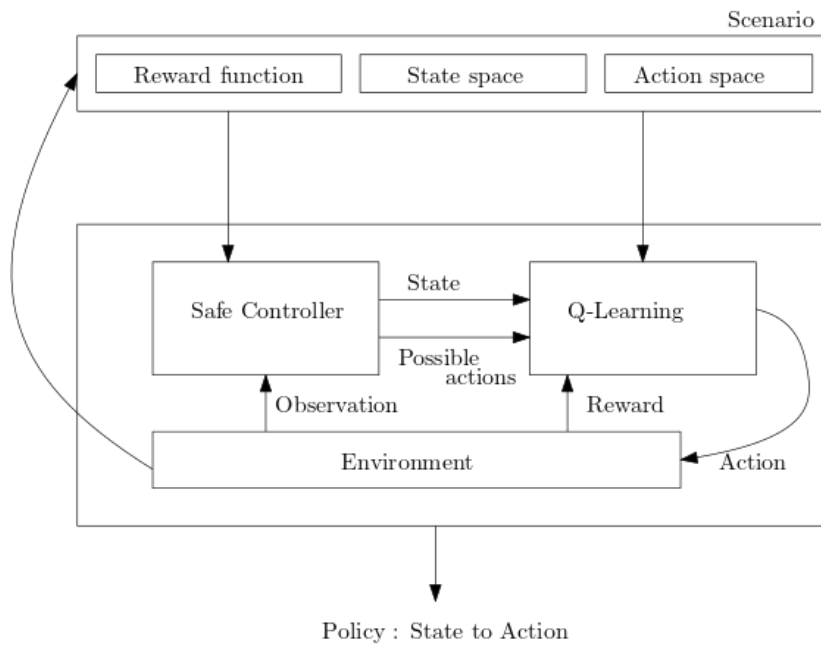 Scenario
Reward function
State space
Action space
Safe Controller
State
Possible
actions
Q-Learning
Observation
Reward
Environment
Action
Policy : State to Action